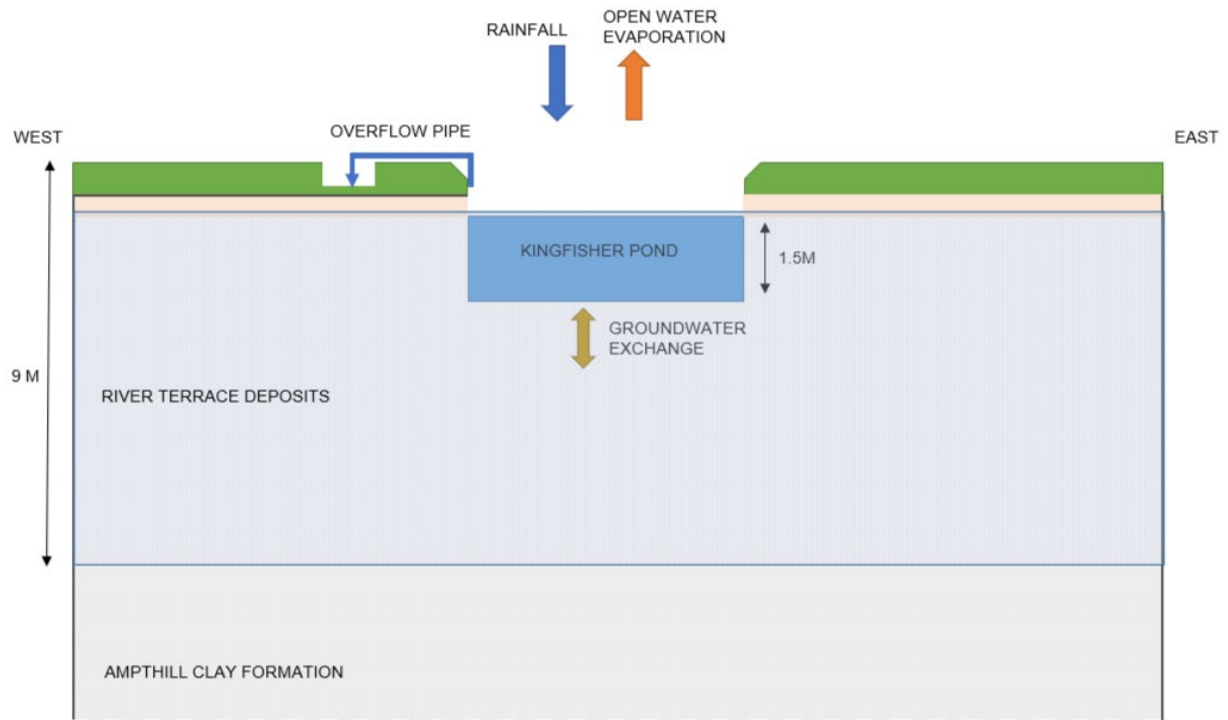 RAINFALL
OPEN WATER
EVAPORATION
WEST
OVERFLOW PIPE
EAST
KINGFISHER POND
1.5M
GROUNDWATER
EXCHANGE
9 M
RIVER TERRACE DEPOSITS
AMPTHILL CLAY FORMATION